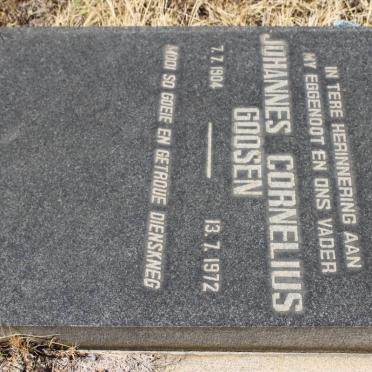 IN TERE HERINNERING AAN
MY EGGENOOT EN ONS VADER
JOHANNES CORNELIUS
GOOSEN
7. 7. 1904 — 13. 7. 1972
MOOI SO GOEIE EN GETROUE DIENSKNEG